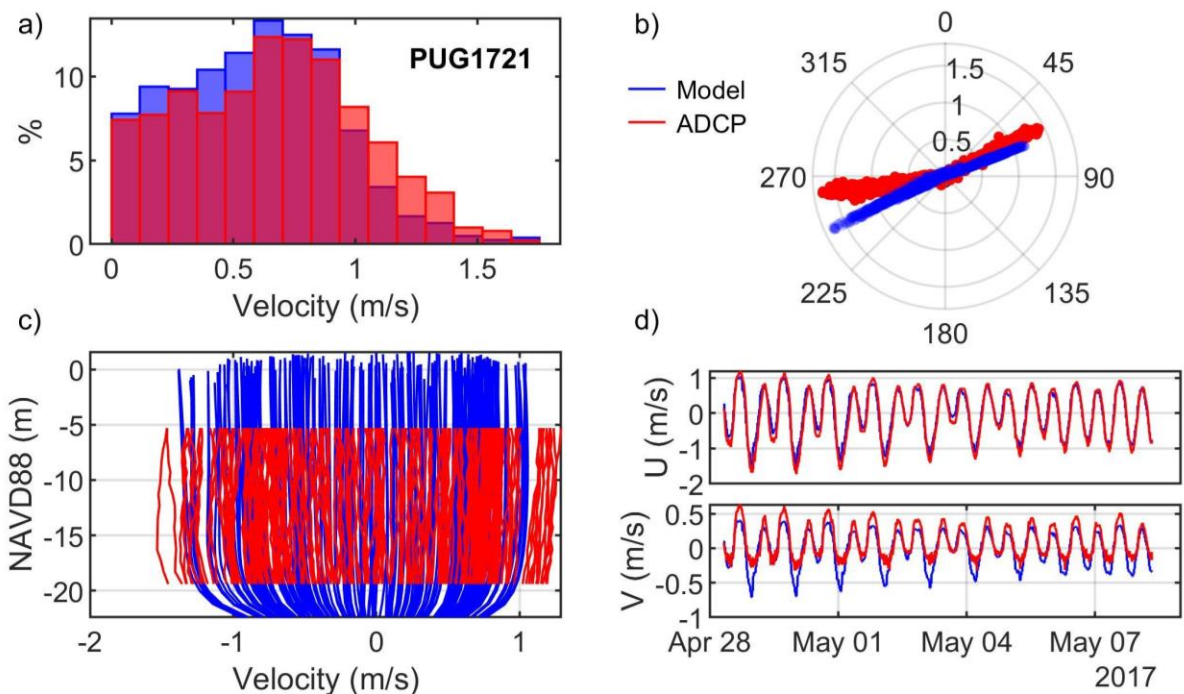 a)
PUG1721
10
5
0
%
0 0.5 1 1.5
Velocity (m/s)
b)
0
45
90
135
180
225
270
315
1.5
1
0.5
Model
ADCP
c)
0
-5
-10
-15
-20
NAVD88 (m)
-2 -1 0 1
Velocity (m/s)
d)
1
0
-1
-2
U (m/s)
0.5
0
-0.5
-1
V (m/s)
Apr 28 May 01 May 04 May 07
2017